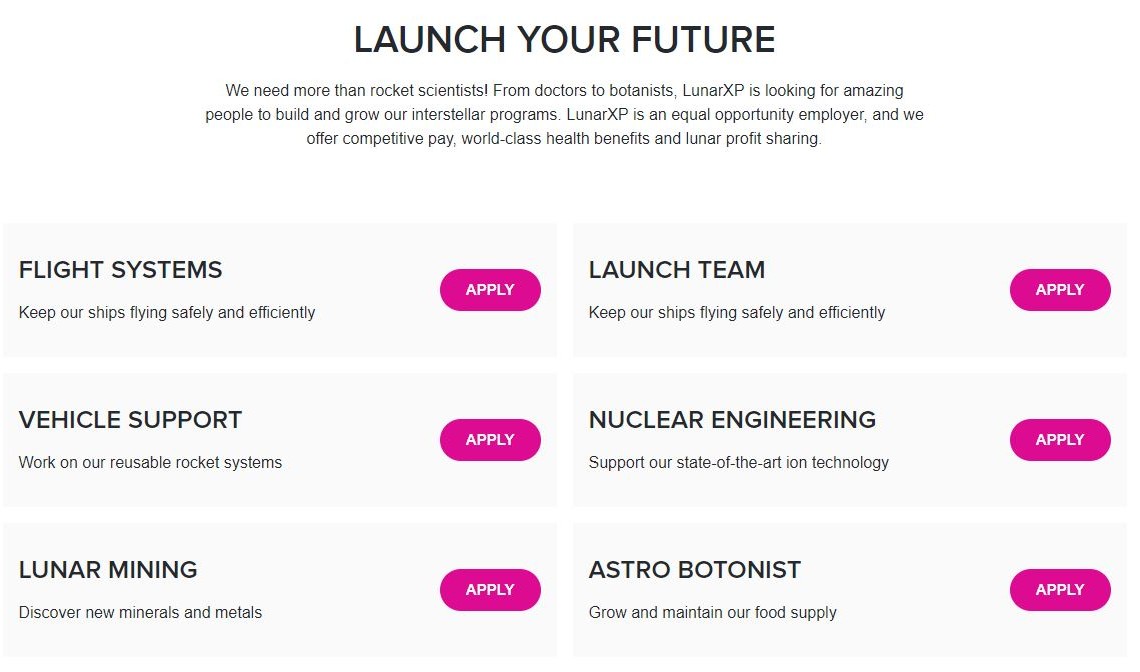 LAUNCH YOUR FUTURE
We need more than rocket scientists! From doctors to botanists, LunarXP is looking for amazing
people to build and grow our interstellar programs. LunarXP is an equal opportunity employer, and we
offer competitive pay, world-class health benefits and lunar profit sharing.
FLIGHT SYSTEMS
Keep our ships flying safely and efficiently
APPLY
LAUNCH TEAM
Keep our ships flying safely and efficiently
APPLY
VEHICLE SUPPORT
Work on our reusable rocket systems
APPLY
NUCLEAR ENGINEERING
Support our state-of-the-art ion technology
APPLY
LUNAR MINING
Discover new minerals and metals
APPLY
ASTRO BOTONIST
Grow and maintain our food supply
APPLY